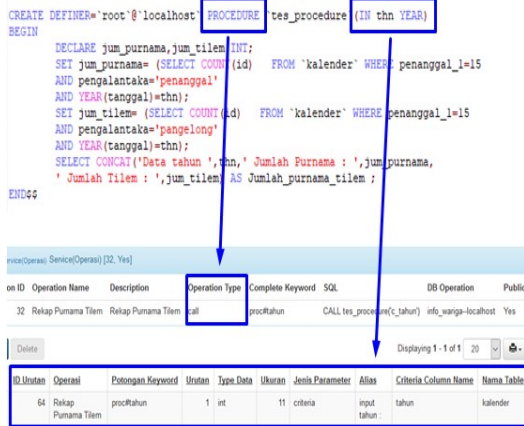 CREATE DEFINER=`root`@`localhost` PROCEDURE `tes_procedure`(IN thn YEAR)
BEGIN
DECLARE jum_purnama,jum_tilem INT;
SET jum_purnama= (SELECT COUNT(id) FROM `kalender` WHERE penanggal_1=15
AND pengalantaka='penanggal'
AND YEAR(tanggal)=thn);
SET jum_tilem= (SELECT COUNT(id) FROM `kalender` WHERE penanggal_1=15
AND pengalantaka='pangelong'
AND YEAR(tanggal)=thn);
SELECT CONCAT('Data tahun ',thn,' Jumlah Purnama : ',jum_purnama,
' Jumlah Tilem : ',jum_tilem) AS Jumlah_purnama_tilem ;
END$$
Service(Operasi) [32, Yes]
on ID Operation Name Description Operation Type Complete Keyword SQL DB Operation Public
32 Rekap Purnama Tilem Rekap Purnama Tilem call proc#tahun CALL tes_procedure('c_tahun') info_wariga--localhost Yes
Delete Displaying 1 - 1 of 1 20
ID Urutan Operasi Potongan Keyword Urutan Type Data Ukuran Jenis Parameter Alias Criteria Column Name Nama Table
64 Rekap Purnama Tilem proc#tahun 1 int 11 criteria input tahun : tahun kalender